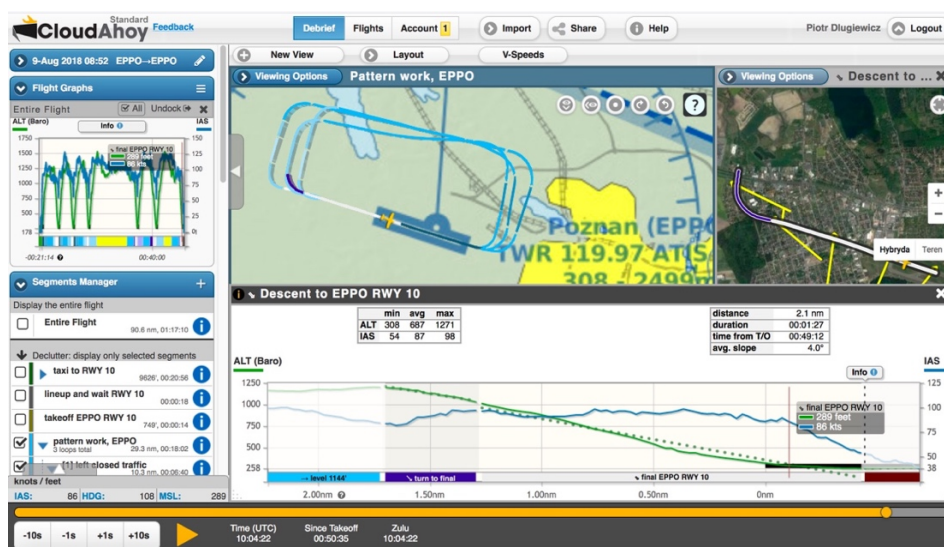 Standard
CloudAhoy Feedback
Debrief Flights Account 1 Import Share Help Piotr Dlugiewicz Logout
9-Aug 2018 08:52 EPPO→EPPO
New View Layout V-Speeds
Flight Graphs
Viewing Options Pattern work, EPPO
Viewing Options Descent to ...
Entire Flight All Undock
ALT (Baro) Info IAS
1750 150
1500 125
1250 100
1000 75
750
500 50
25
178
final EPPO RWY 10
289 feet
86 kts
-00:21:14 00:40:00
Poznan (EPPO
TWR 119.97 ATIS
308 - 2499m
Hybryda Teren
Segments Manager
Display the entire flight
Entire Flight
90.6 nm, 01:17:10
Declutter: display only selected segments
taxi to RWY 10
9626', 00:20:56
lineup and wait RWY 10
00:00:18
takeoff EPPO RWY 10
749', 00:00:14
pattern work, EPPO
3 loops total 29.3 nm, 00:18:02
(1) left closed traffic
10.3 nm, 00:06:40
knots / feet
IAS: 86 HDG: 108 MSL: 289
Descent to EPPO RWY 10
min avg max
ALT 308 687 1271
IAS 54 87 98
distance 2.1 nm
duration 00:01:27
time from T/O 00:49:12
avg. slope 4.0°
ALT (Baro) IAS
Info
1250 125
1000 100
750 75
500 50
258 38
final EPPO RWY 10
289 feet
86 kts
→ level 1144' turn to final final EPPO RWY 10
2.00nm 1.50nm 1.00nm 0.50nm 0nm
-10s -1s +1s +10s
Time (UTC) Since Takeoff Zulu
10:04:22 00:50:35 10:04:22